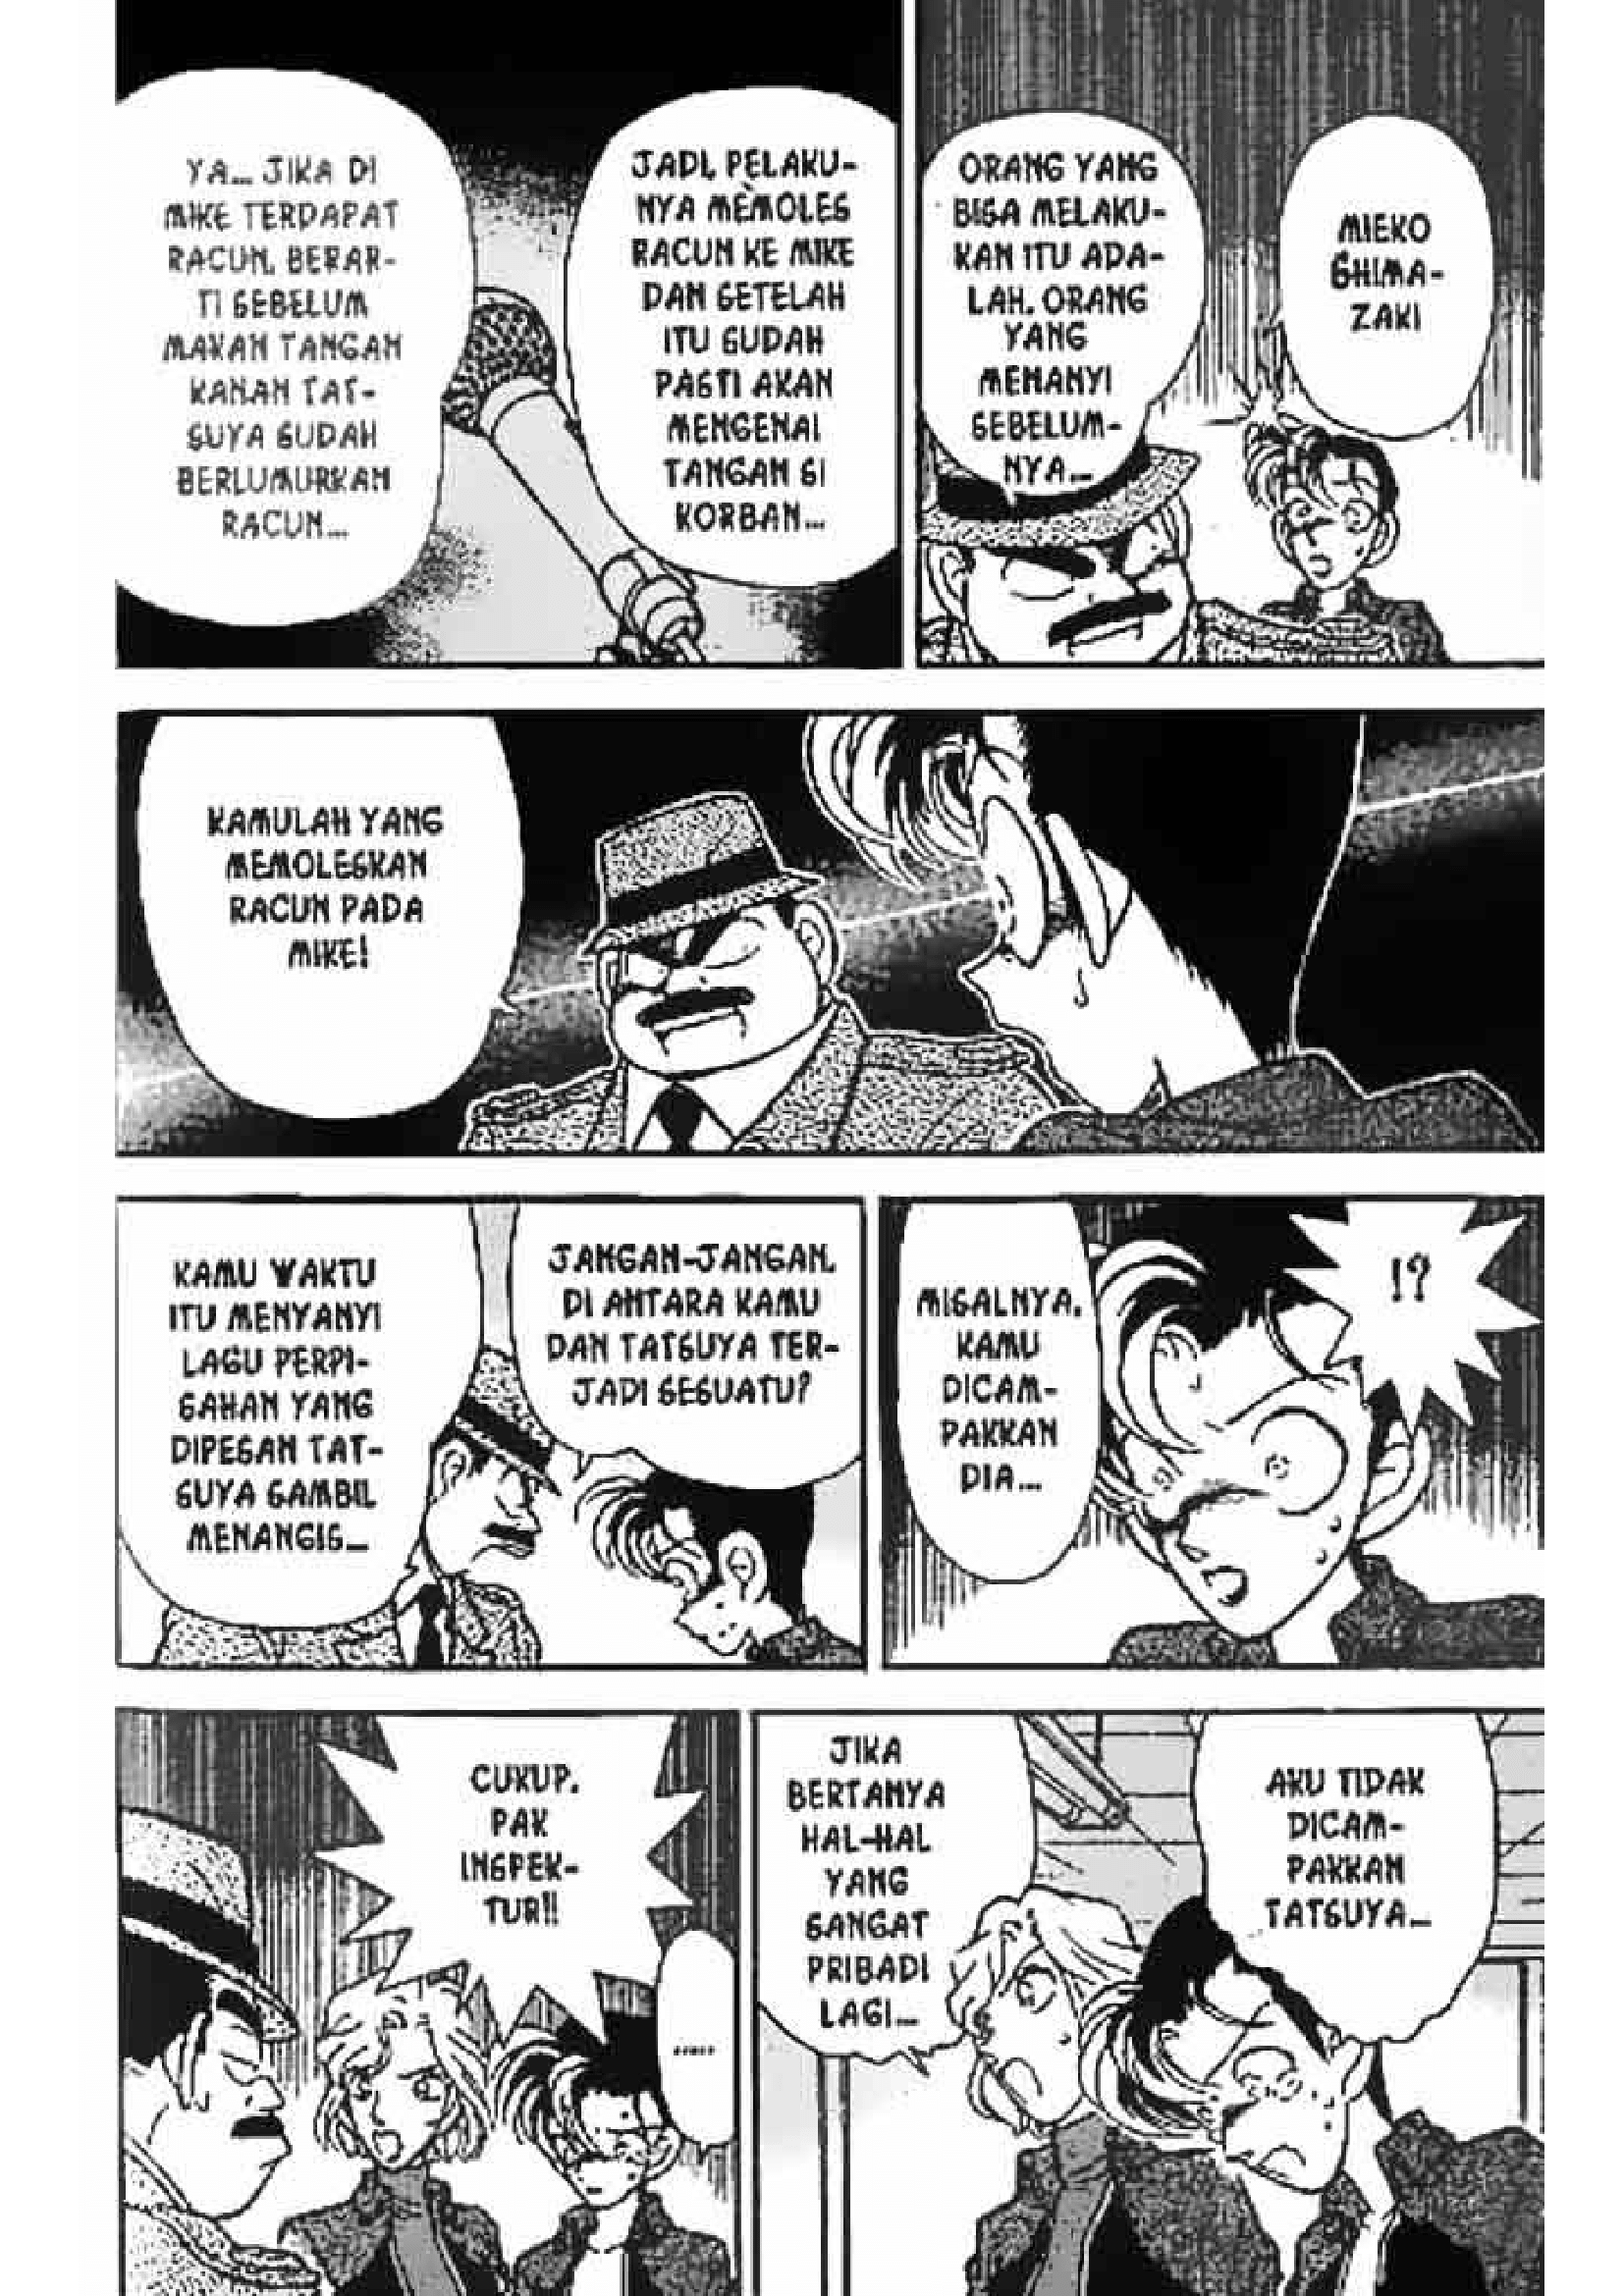 YA... JIKA DI
MIKE TERDAPAT
RACUN, BERAR-
TI SEBELUM
MAKAN TANGAN
KANAN TAT-
SUYA SUDAH
BERLUMURKAN
RACUN...
JADI, PELAKU-
NYA MEMOLES
RACUN KE MIKE
DAN SETELAH
ITU SUDAH
PASTI AKAN
MENGENAI
TANGAN SI
KORBAN...
ORANG YANG
BISA MELAKU-
KAN ITU ADA-
LAH, ORANG
YANG
MENANYI
SEBELUM-
NYA...
MIEKO
SHIMA-
ZAKI
KAMULAH YANG
MEMOLESKAN
RACUN PADA
MIKE!
KAMU WAKTU
ITU MENYANYI
LAGU PERPI-
SAHAN YANG
DIPESAN TAT-
SUYA SAMBIL
MENANGIS...
JANGAN-JANGAN,
DI ANTARA KAMU
DAN TATSUYA TER-
JADI SESUATU?
MISALNYA,
KAMU
DICAM-
PAKKAN
DIA...
!?
CUKUP,
PAK
INSPEK-
TUR!!
.....
JIKA
BERTANYA
HAL-HAL
YANG
SANGAT
PRIBADI
LAGI...
AKU TIDAK
DICAM-
PAKKAN
TATSUYA...